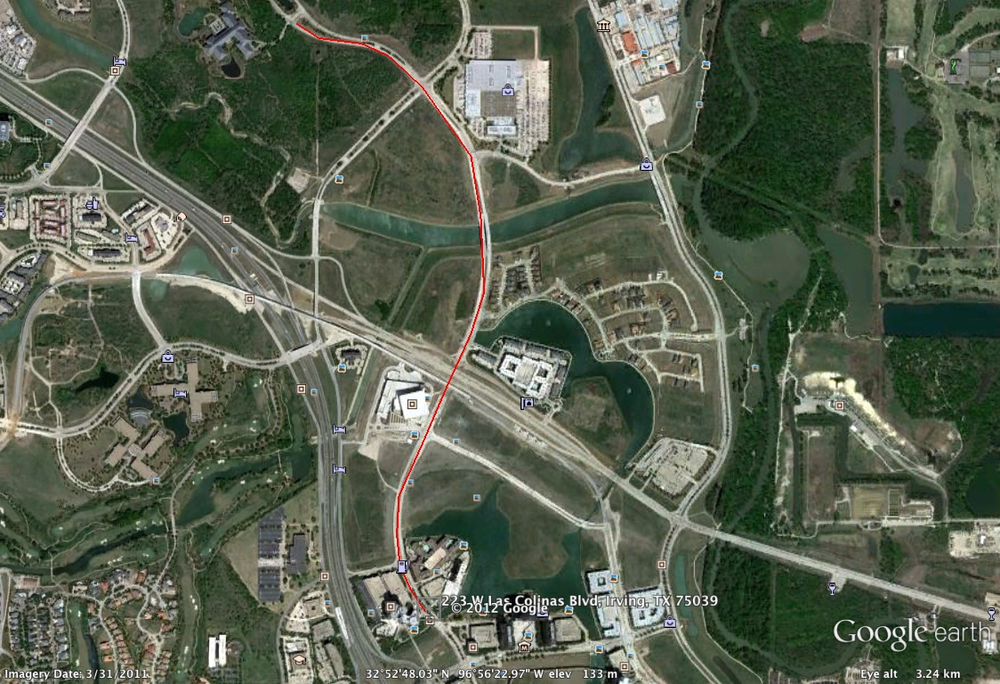 223 W Las Colinas Blvd, Irving, TX 75039
© 2012 Google
Google earth
Imagery Date: 3/31/2011
32°52'48.03" N 96°56'22.97" W elev 133 m
Eye alt 3.24 km